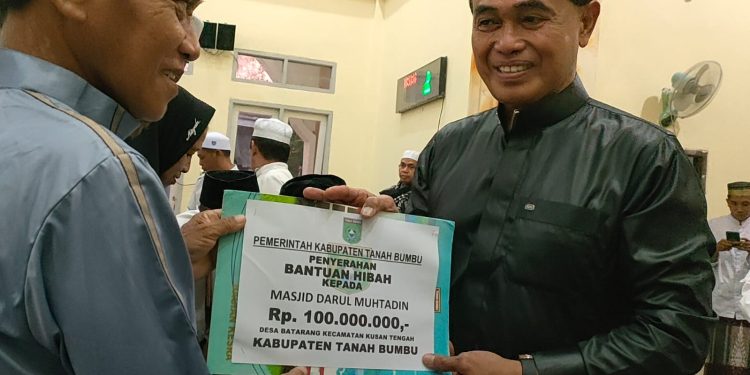 PEMERINTAH KABUPATEN TANAH BUMBU
PENYERAHAN
BANTUAN HIBAH
KEPADA
MASJID DARUL MUHTADIN
Rp. 100.000.000,-
DESA BATARANG KECAMATAN KUSAN TENGAH
KABUPATEN TANAH BUMBU